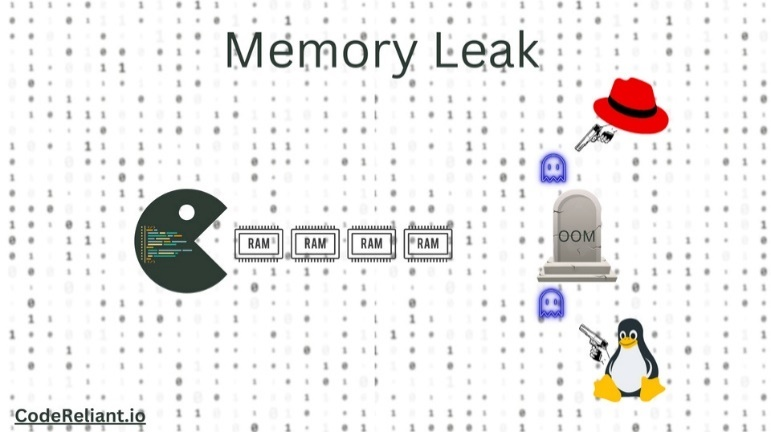 Memory Leak
RAM RAM RAM RAM
OOM
CodeReliant.io